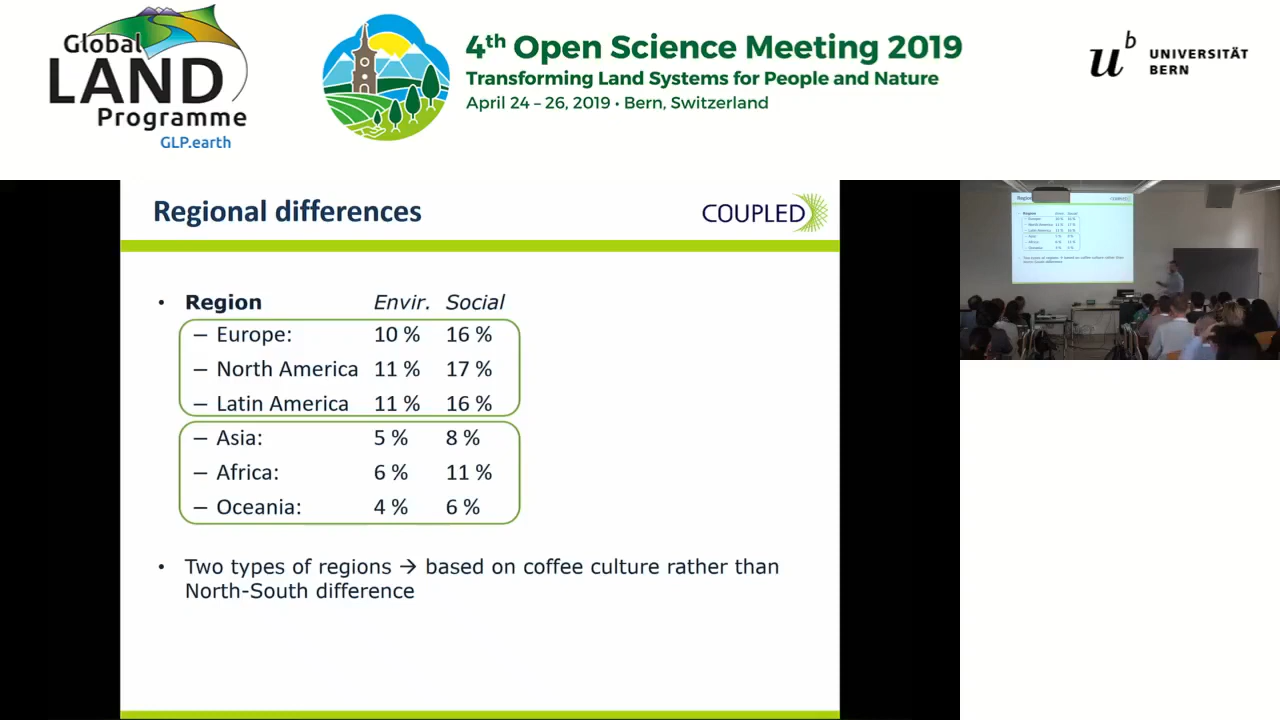 Global
LAND
Programme
GLP.earth
4th Open Science Meeting 2019
Transforming Land Systems for People and Nature
April 24 – 26, 2019 • Bern, Switzerland
u b
UNIVERSITÄT
BERN
Regional differences
COUPLED
• Region Envir. Social
– Europe: 10 % 16 %
– North America 11 % 17 %
– Latin America 11 % 16 %
– Asia: 5 % 8 %
– Africa: 6 % 11 %
– Oceania: 4 % 6 %
• Two types of regions → based on coffee culture rather than
North-South difference